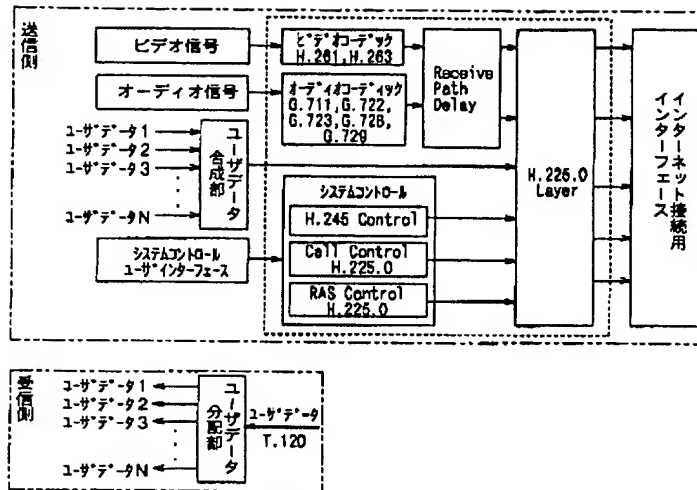 送信側
ビデオ信号
ビデオコーデック
H.261,H.263
オーディオ信号
オーディオコーディック
G.711,G.722,
G.723,G.728,
G.729
Receive
Path
Delay
ユーザデータ1
ユーザデータ2
ユーザデータ3
ユーザデータN
ユーザデータ
合成部
システムコントロール
ユーザインターフェース
システムコントロール
H.245 Control
Call Control
H.225.0
RAS Control
H.225.0
H.225.0
Layer
インターネット接続用
インターフェース
受信側
ユーザデータ1
ユーザデータ2
ユーザデータ3
ユーザデータN
ユーザデータ
分配部
ユーザデータ
T.120